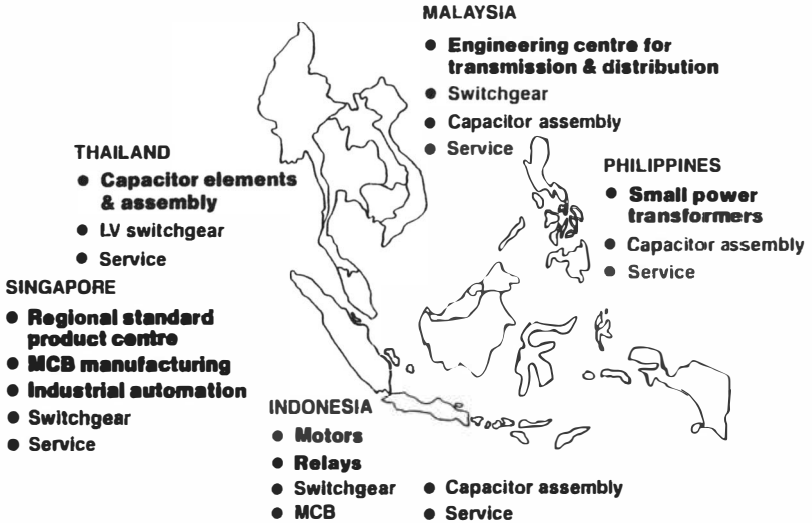 MALAYSIA
● Engineering centre for
transmission & distribution
● Switchgear
● Capacitor assembly
● Service
THAILAND
● Capacitor elements
& assembly
● LV switchgear
● Service
PHILIPPINES
● Small power
transformers
● Capacitor assembly
● Service
SINGAPORE
● Regional standard
product centre
● MCB manufacturing
● Industrial automation
● Switchgear
● Service
INDONESIA
● Motors
● Relays
● Switchgear ● Capacitor assembly
● MCB ● Service